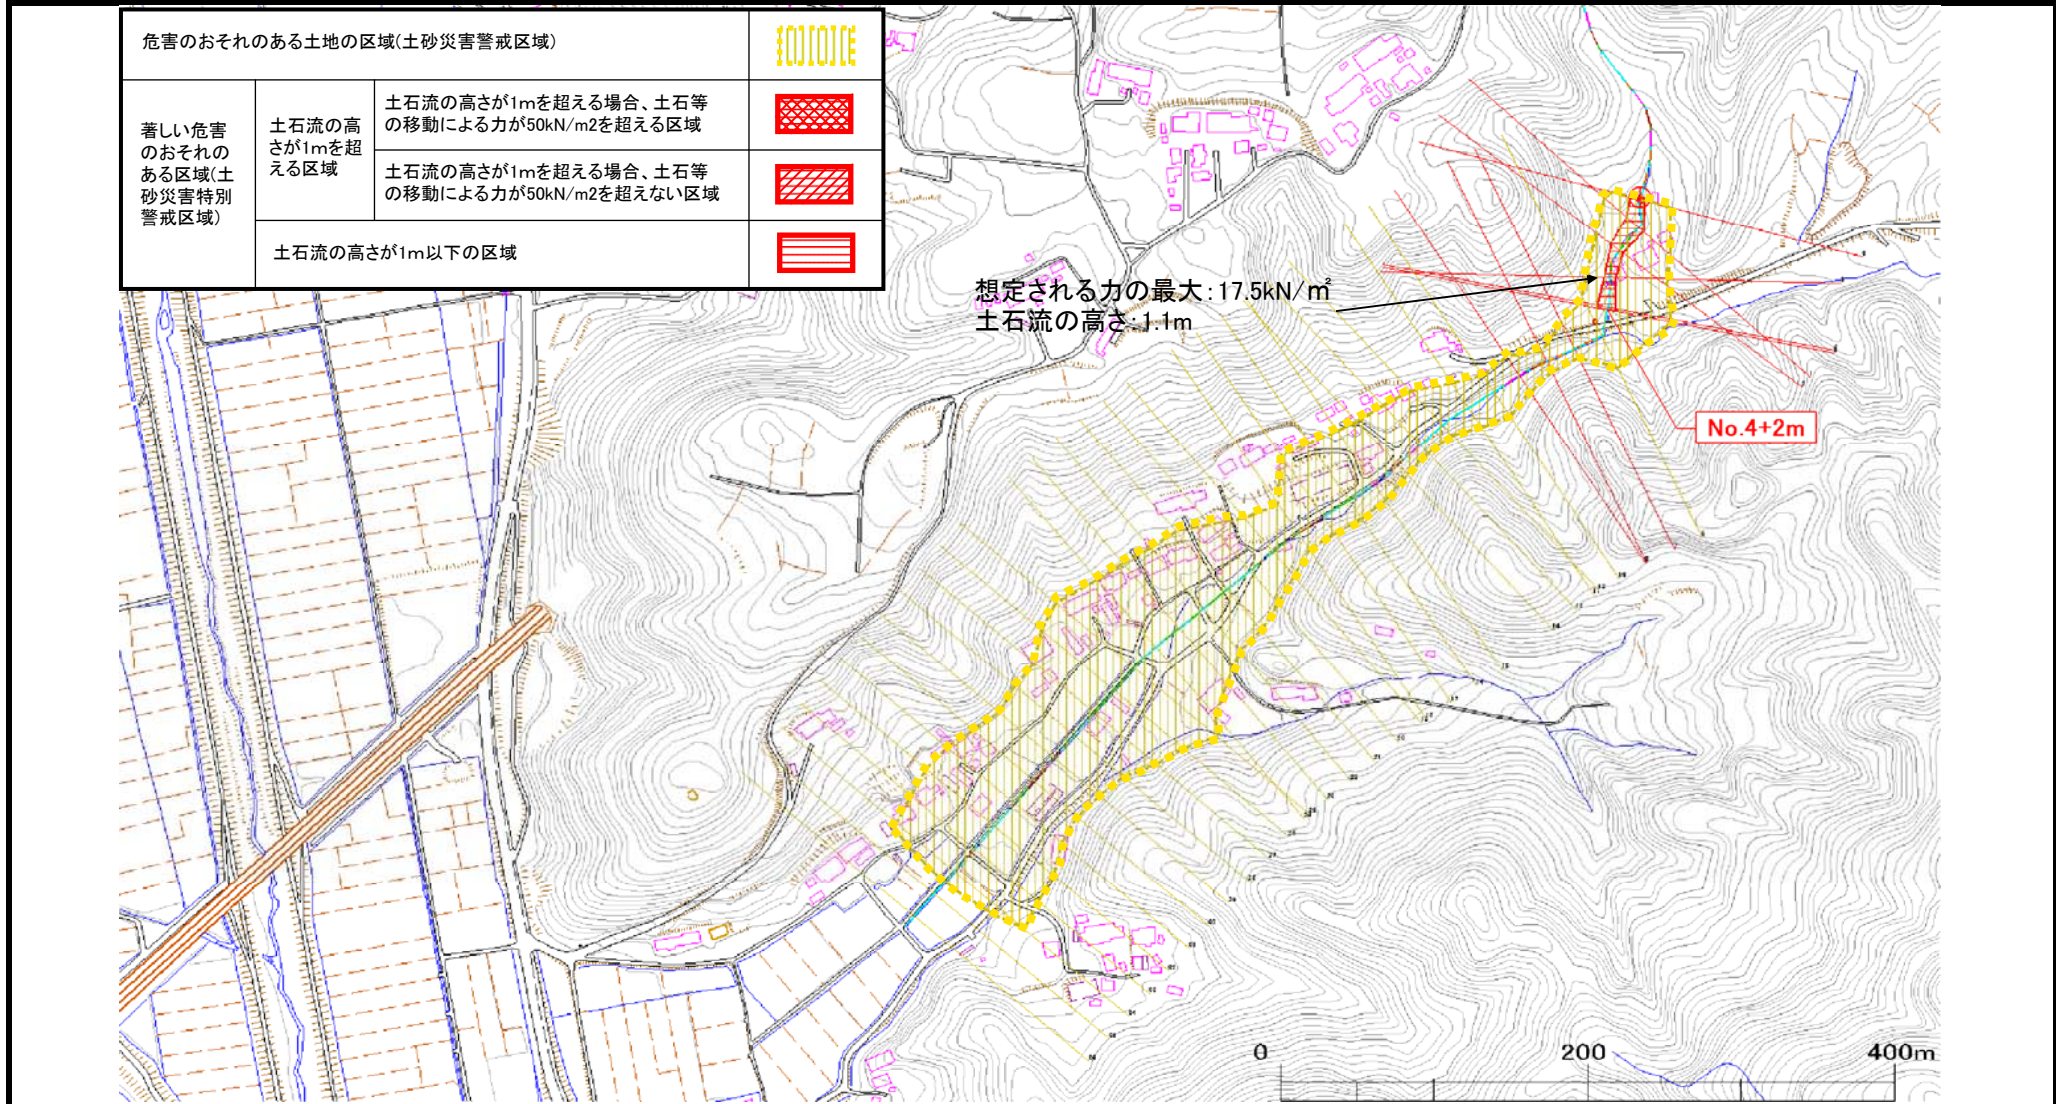 危害のおそれのある土地の区域(土砂災害警戒区域)
著しい危害
のおそれの
ある区域(土
砂災害特別
警戒区域)
土石流の高
さが1mを超
える区域
土石流の高さが1mを超える場合、土石等
の移動による力が50kN/m2を超える区域
土石流の高さが1mを超える場合、土石等
の移動による力が50kN/m2を超えない区域
土石流の高さが1m以下の区域
想定される力の最大:17.5kN/㎡
土石流の高さ:1.1m
No.4+2m
0 200 400m